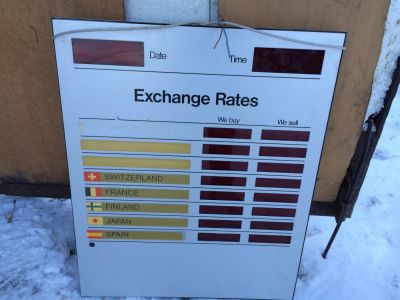 Date Time
Exchange Rates
We buy We sell
SWITZERLAND
FRANCE
FINLAND
JAPAN
SPAIN